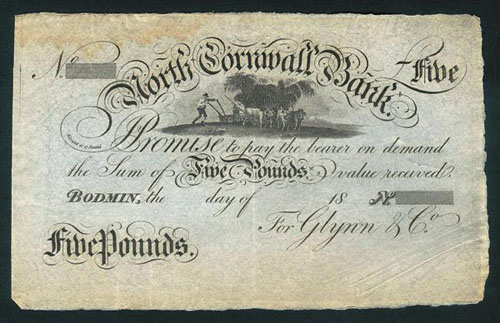 No
North Cornwall Bank.
Five
Promise to pay the bearer on demand
the Sum of Five Pounds value received.
BODMIN, the day of 18 No
For Glynn & Co
Five Pounds.